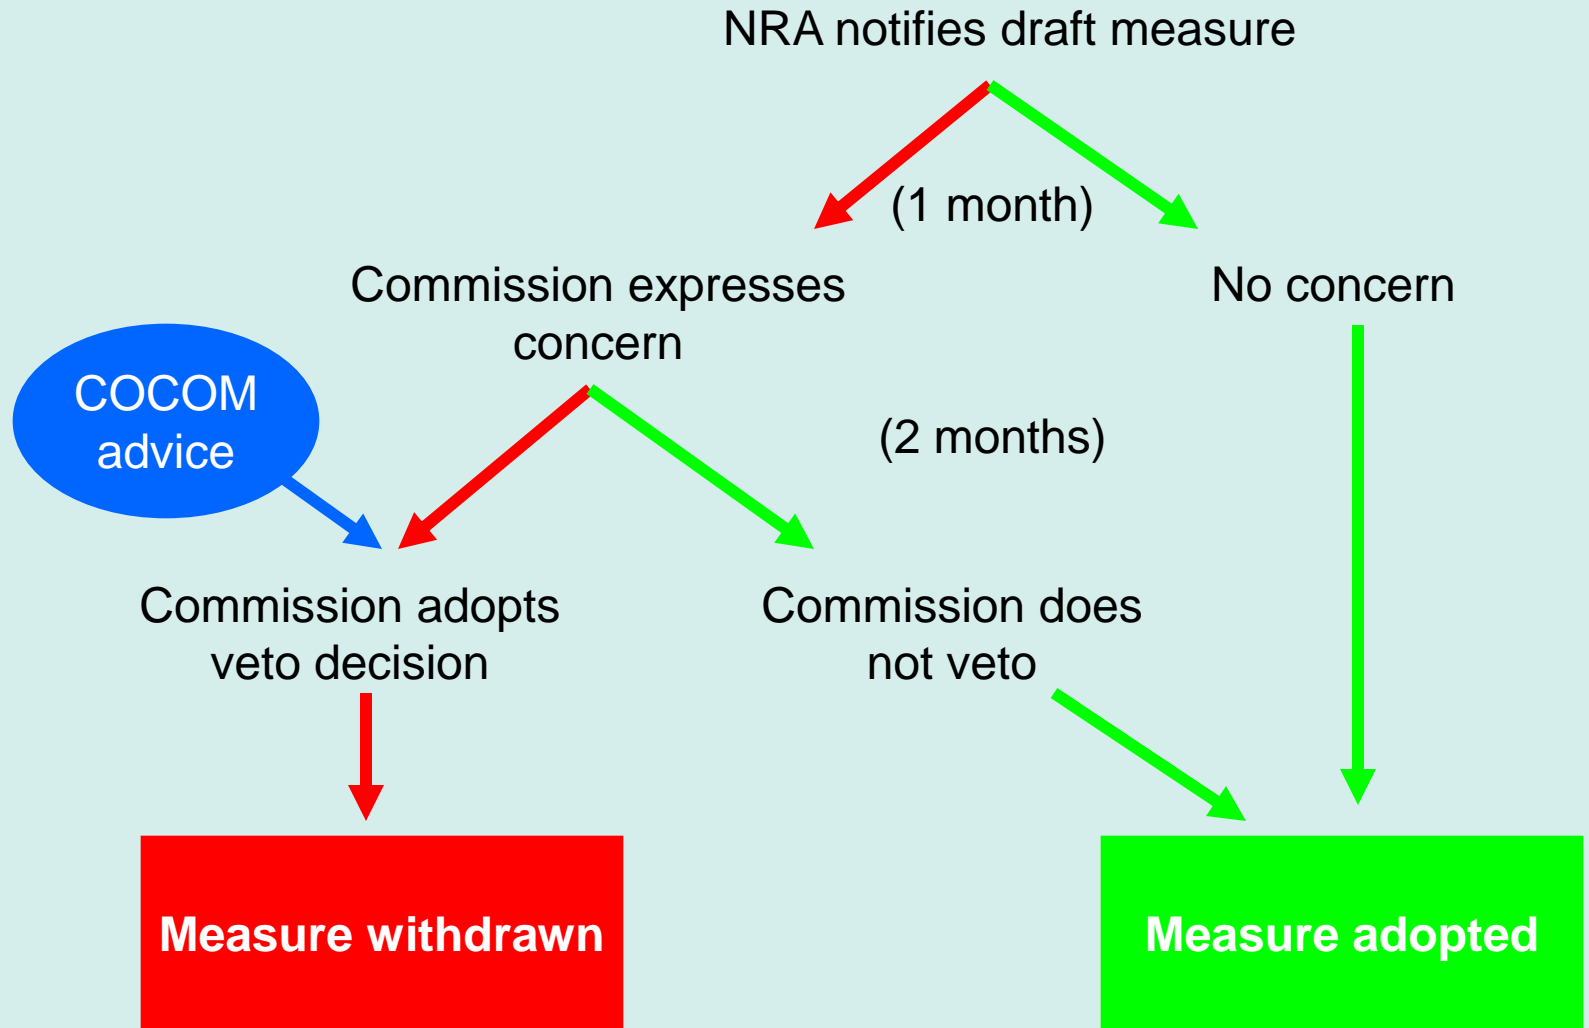 NRA notifies draft measure
(1 month)
Commission expresses
concern
No concern
COCOM
advice
(2 months)
Commission adopts
veto decision
Commission does
not veto
Measure withdrawn
Measure adopted